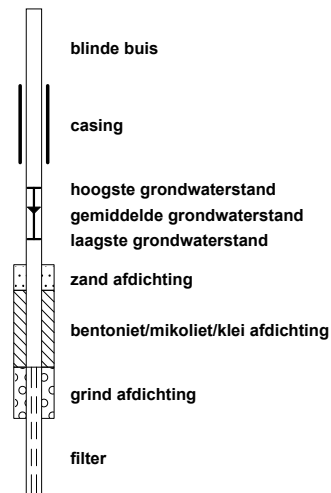 blinde buis
casing
hoogste grondwaterstand
gemiddelde grondwaterstand
laagste grondwaterstand
zand afdichting
bentoniet/mikoliet/klei afdichting
grind afdichting
filter